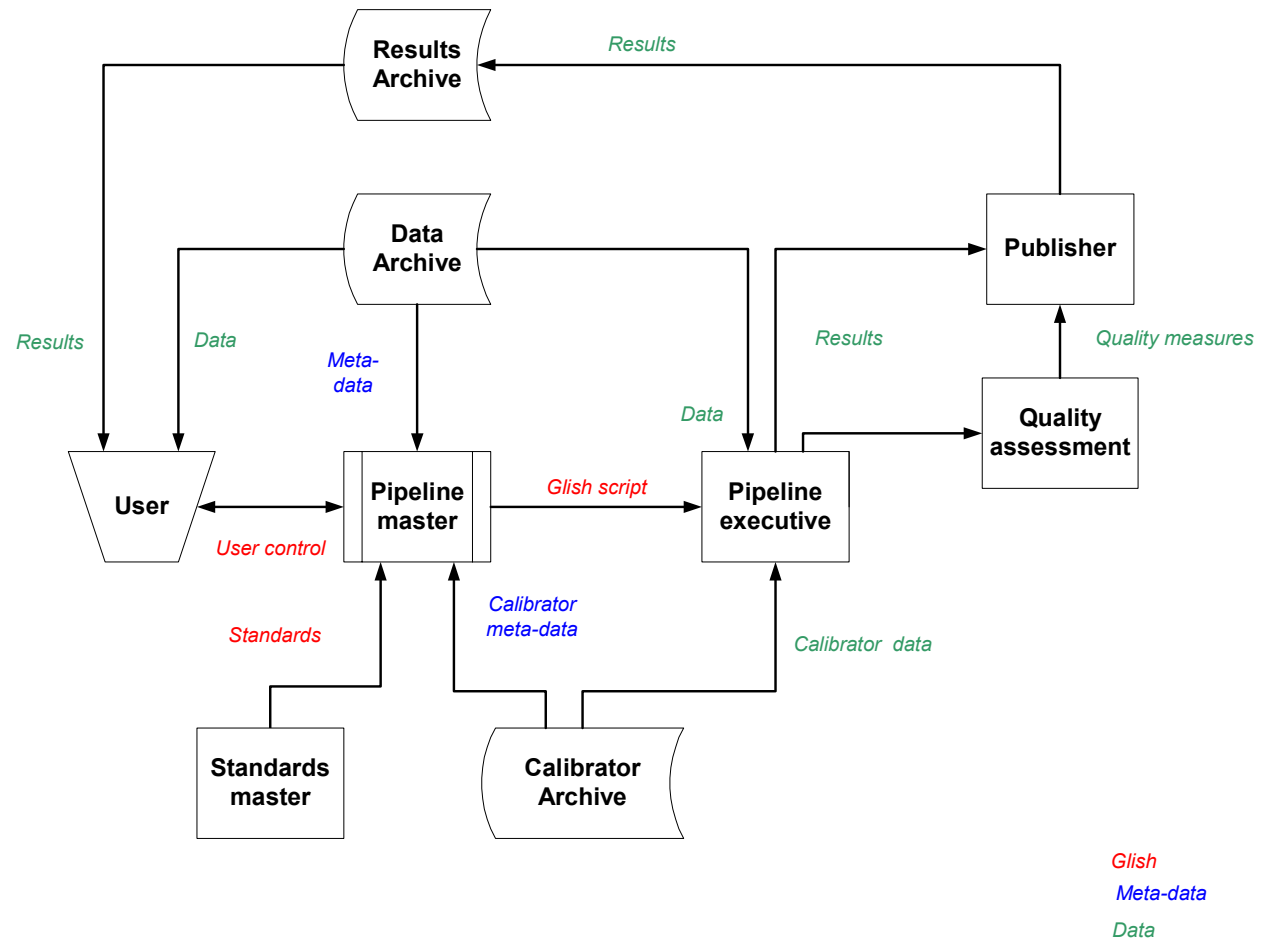 Results
Archive
Results
Data
Archive
Publisher
Results
Data
Meta-
data
Results
Quality measures
Data
Quality
assessment
User
Pipeline
master
Glish script
Pipeline
executive
User control
Standards
Calibrator
meta-data
Calibrator data
Standards
master
Calibrator
Archive
Glish
Meta-data
Data